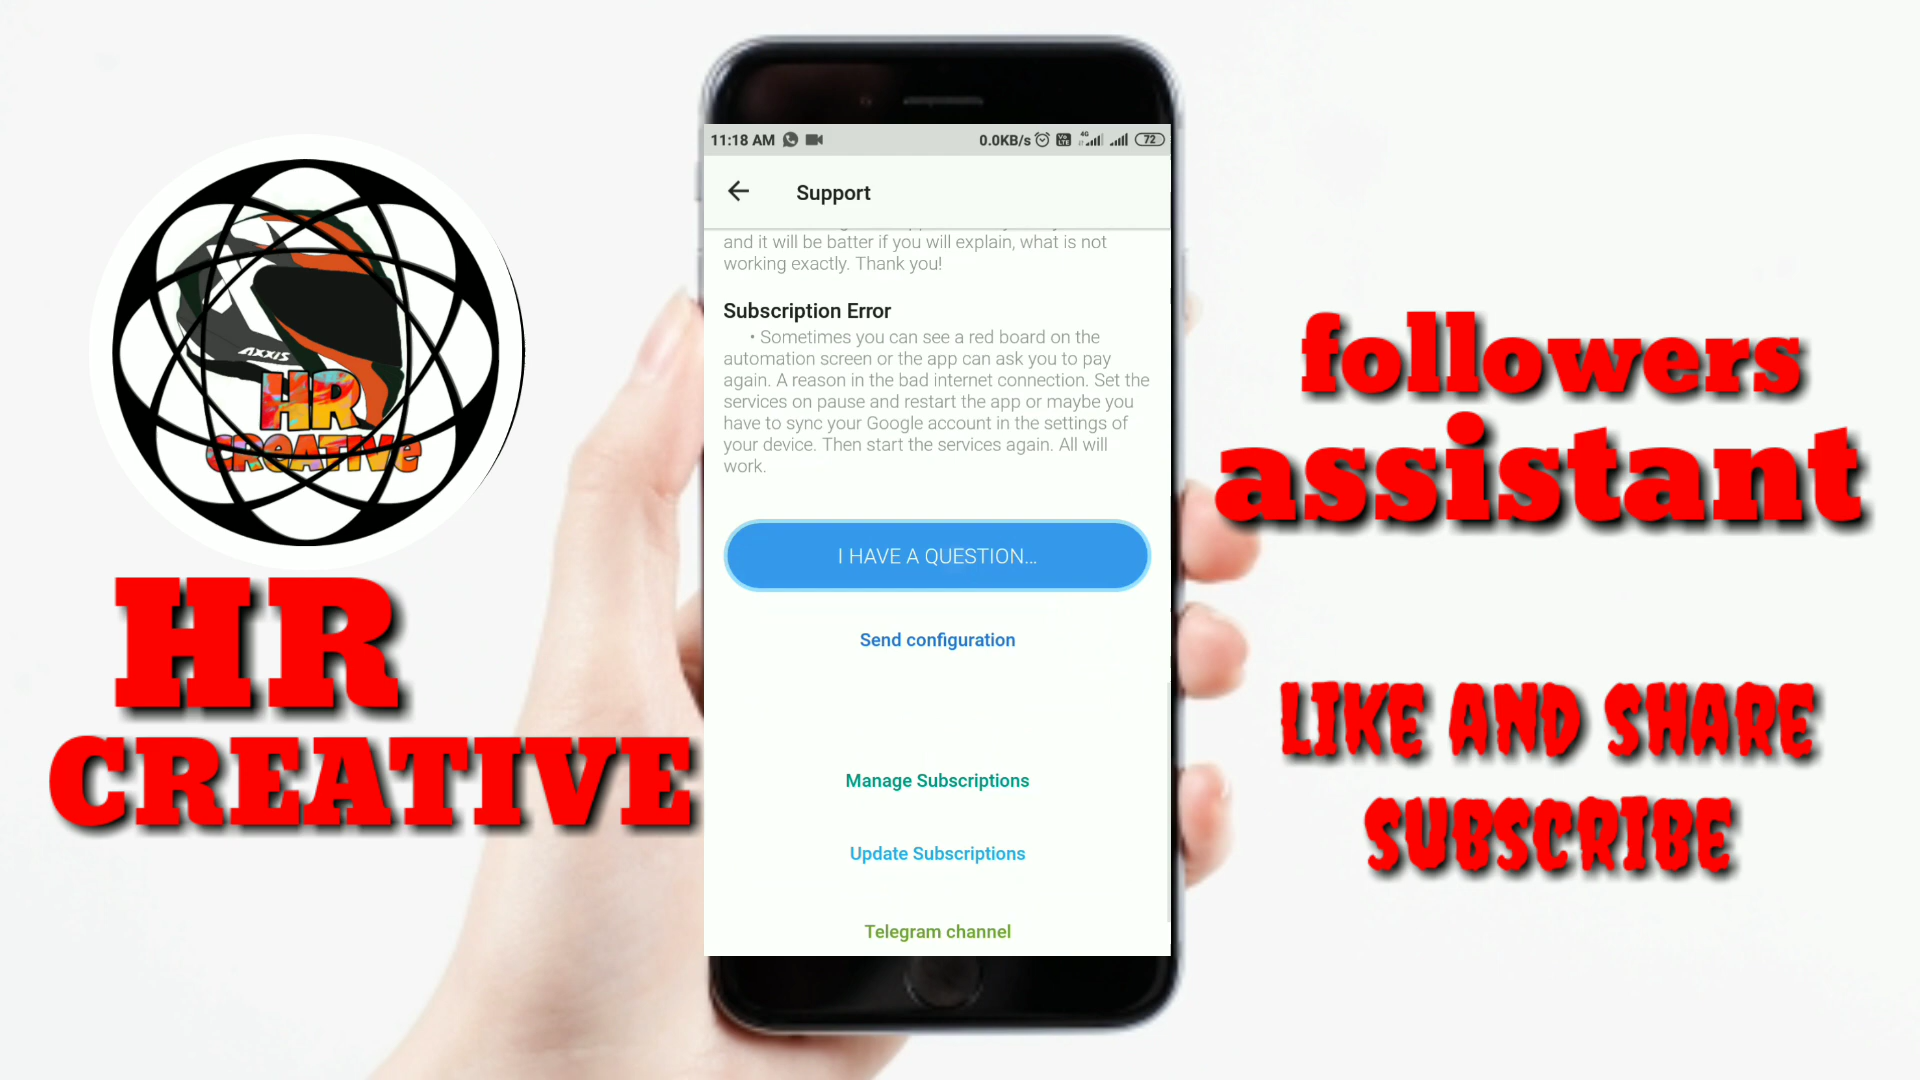 AXXIS
HR
CREATIVE
HR
CREATIVE
11:18 AM
0.0KB/s
4G
72
Support
and it will be batter if you will explain, what is not
working exactly. Thank you!
Subscription Error
• Sometimes you can see a red board on the
automation screen or the app can ask you to pay
again. A reason in the bad internet connection. Set the
services on pause and restart the app or maybe you
have to sync your Google account in the settings of
your device. Then start the services again. All will
work.
I HAVE A QUESTION...
Send configuration
Manage Subscriptions
Update Subscriptions
Telegram channel
followers
assistant
LIKE AND SHARE
SUBSCRIBE